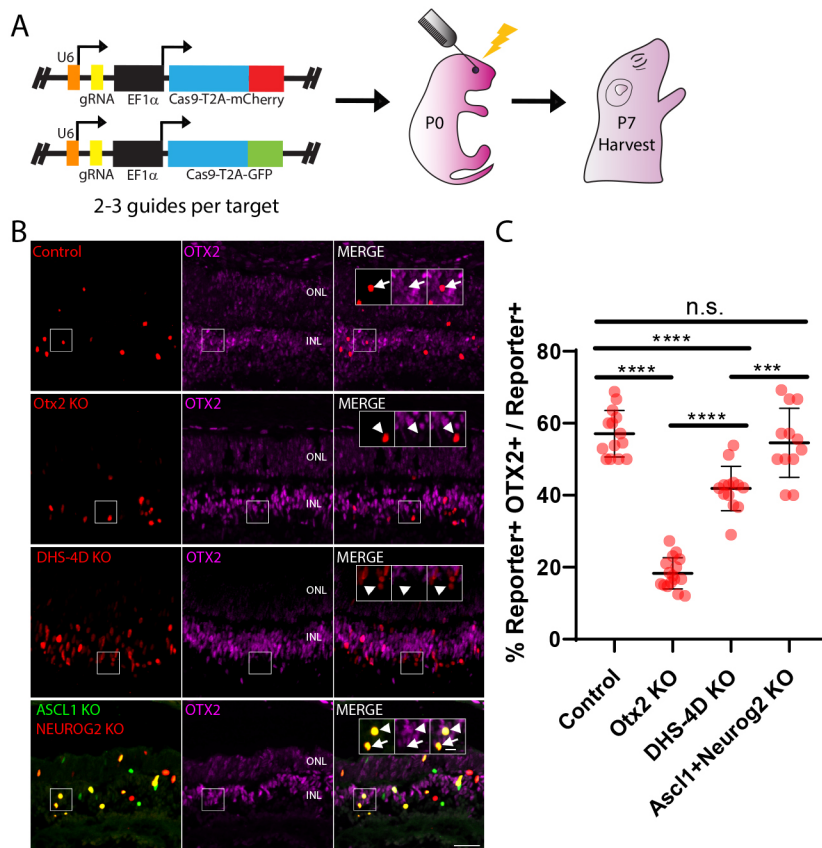 A
U6
gRNA EF1α Cas9-T2A-mCherry
U6
gRNA EF1α Cas9-T2A-GFP
2-3 guides per target
P0
P7
Harvest
B
Control
OTX2
MERGE
ONL
INL
Otx2 KO
OTX2
MERGE
ONL
INL
DHS-4D KO
OTX2
MERGE
ONL
INL
ASCL1 KO
NEUROG2 KO
OTX2
MERGE
ONL
INL
C
n.s.
****
**** ***
****
% Reporter+ OTX2+ / Reporter+
80
60
40
20
0
Control
Otx2 KO
DHS-4D KO
Ascl1+Neurog2 KO